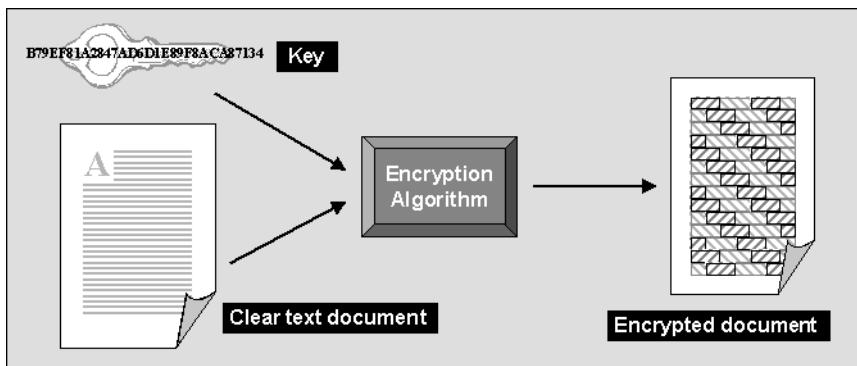 B79EF81A2847AD6D1E89F8ACA87134
Key
A
Encryption
Algorithm
Clear text document
Encrypted document